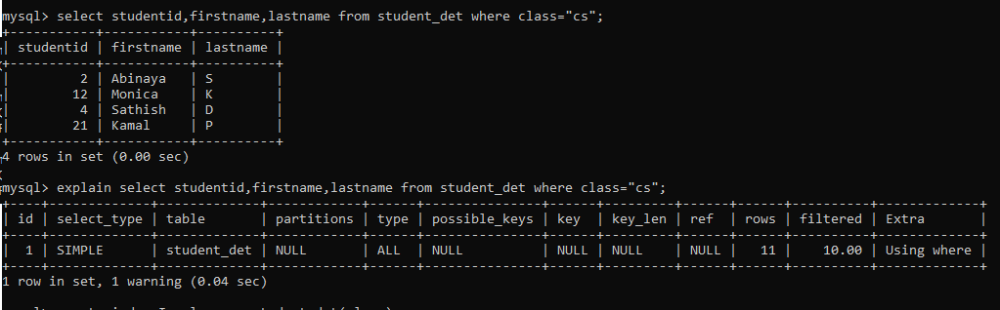 mysql> select studentid,firstname,lastname from student_det where class="cs";
+-----------+-----------+----------+
| studentid | firstname | lastname |
+-----------+-----------+----------+
| 2 | Abinaya | S |
| 12 | Monica | K |
| 4 | Sathish | D |
| 21 | Kamal | P |
+-----------+-----------+----------+
4 rows in set (0.00 sec)
mysql> explain select studentid,firstname,lastname from student_det where class="cs";
+----+-------------+-------------+------------+------+---------------+------+---------+------+------+----------+-------------+
| id | select_type | table | partitions | type | possible_keys | key | key_len | ref | rows | filtered | Extra |
+----+-------------+-------------+------------+------+---------------+------+---------+------+------+----------+-------------+
| 1 | SIMPLE | student_det | NULL | ALL | NULL | NULL | NULL | NULL | 11 | 10.00 | Using where |
+----+-------------+-------------+------------+------+---------------+------+---------+------+------+----------+-------------+
1 row in set, 1 warning (0.04 sec)